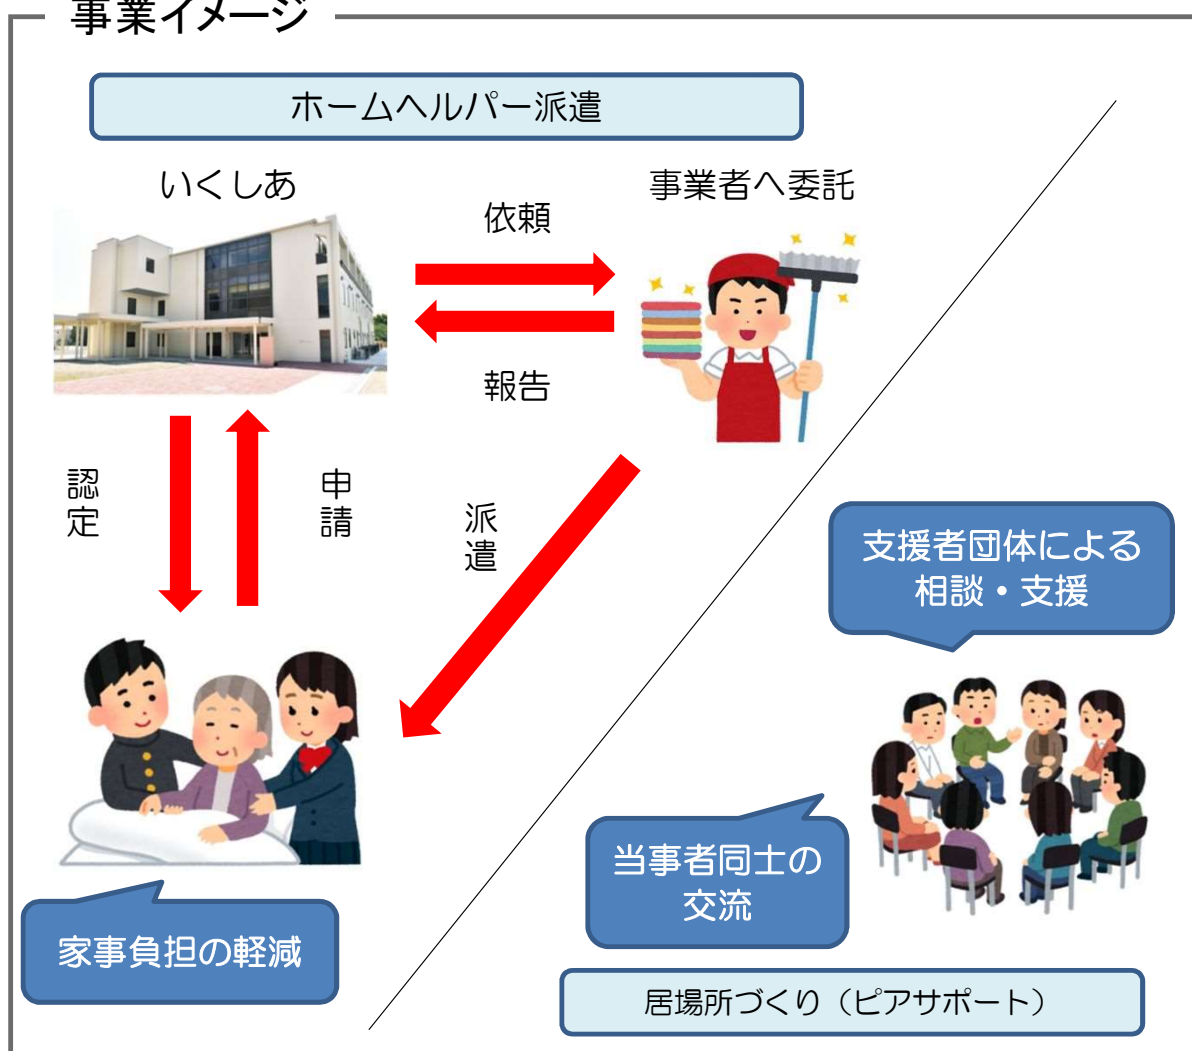 事業イメージ
ホームヘルパー派遣
いくしあ
事業者へ委託
依頼
報告
認定
申請
派遣
家事負担の軽減
支援者団体による
相談・支援
当事者同士の
交流
居場所づくり（ピアサポート）